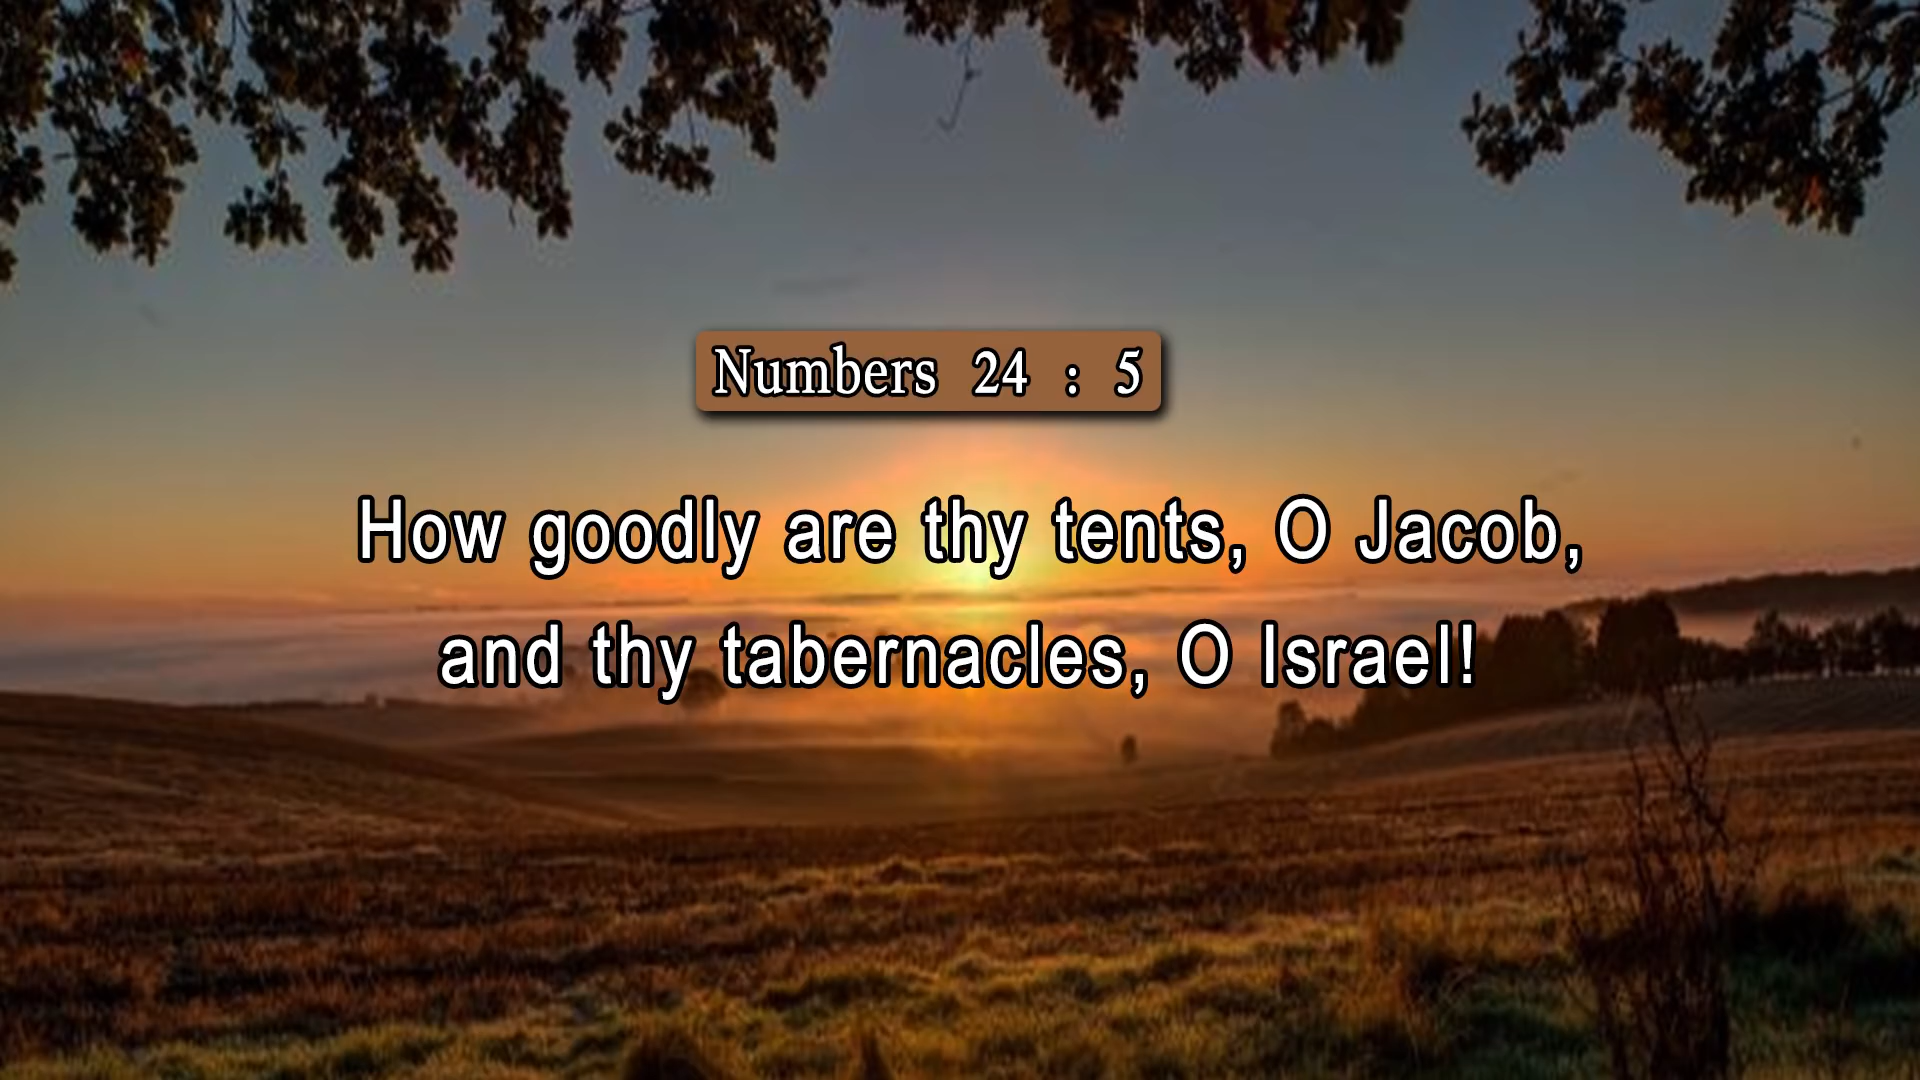 Numbers 24 : 5
How goodly are thy tents, O Jacob,
and thy tabernacles, O Israel!